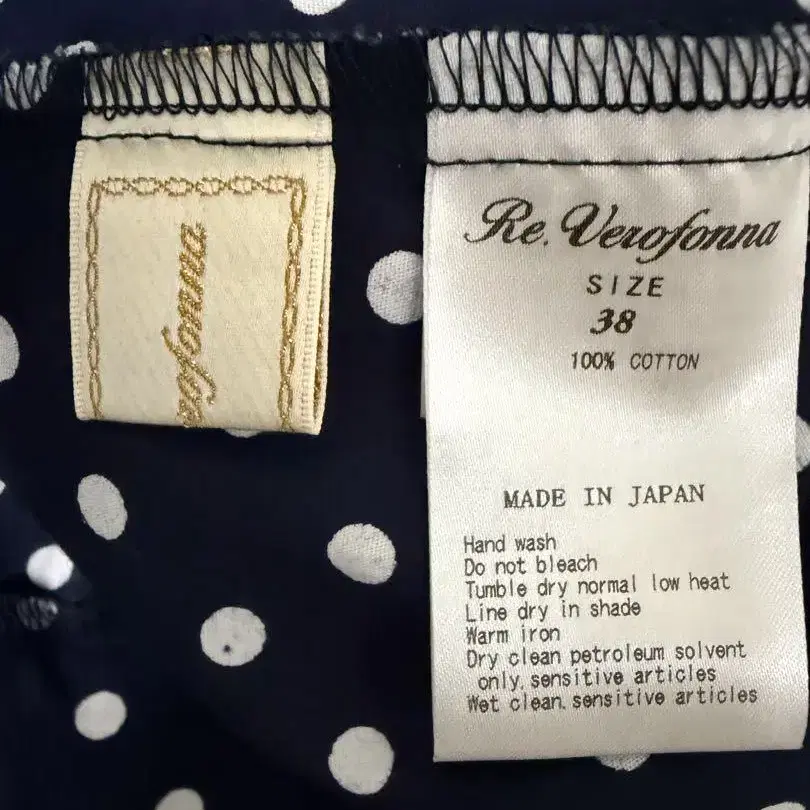 Re. Verofonna
SIZE
38
100% COTTON
MADE IN JAPAN
Hand wash
Do not bleach
Tumble dry normal low heat
Line dry in shade
Warm iron
Dry clean petroleum solvent
only, sensitive articles
Wet clean. sensitive articles
rofonna